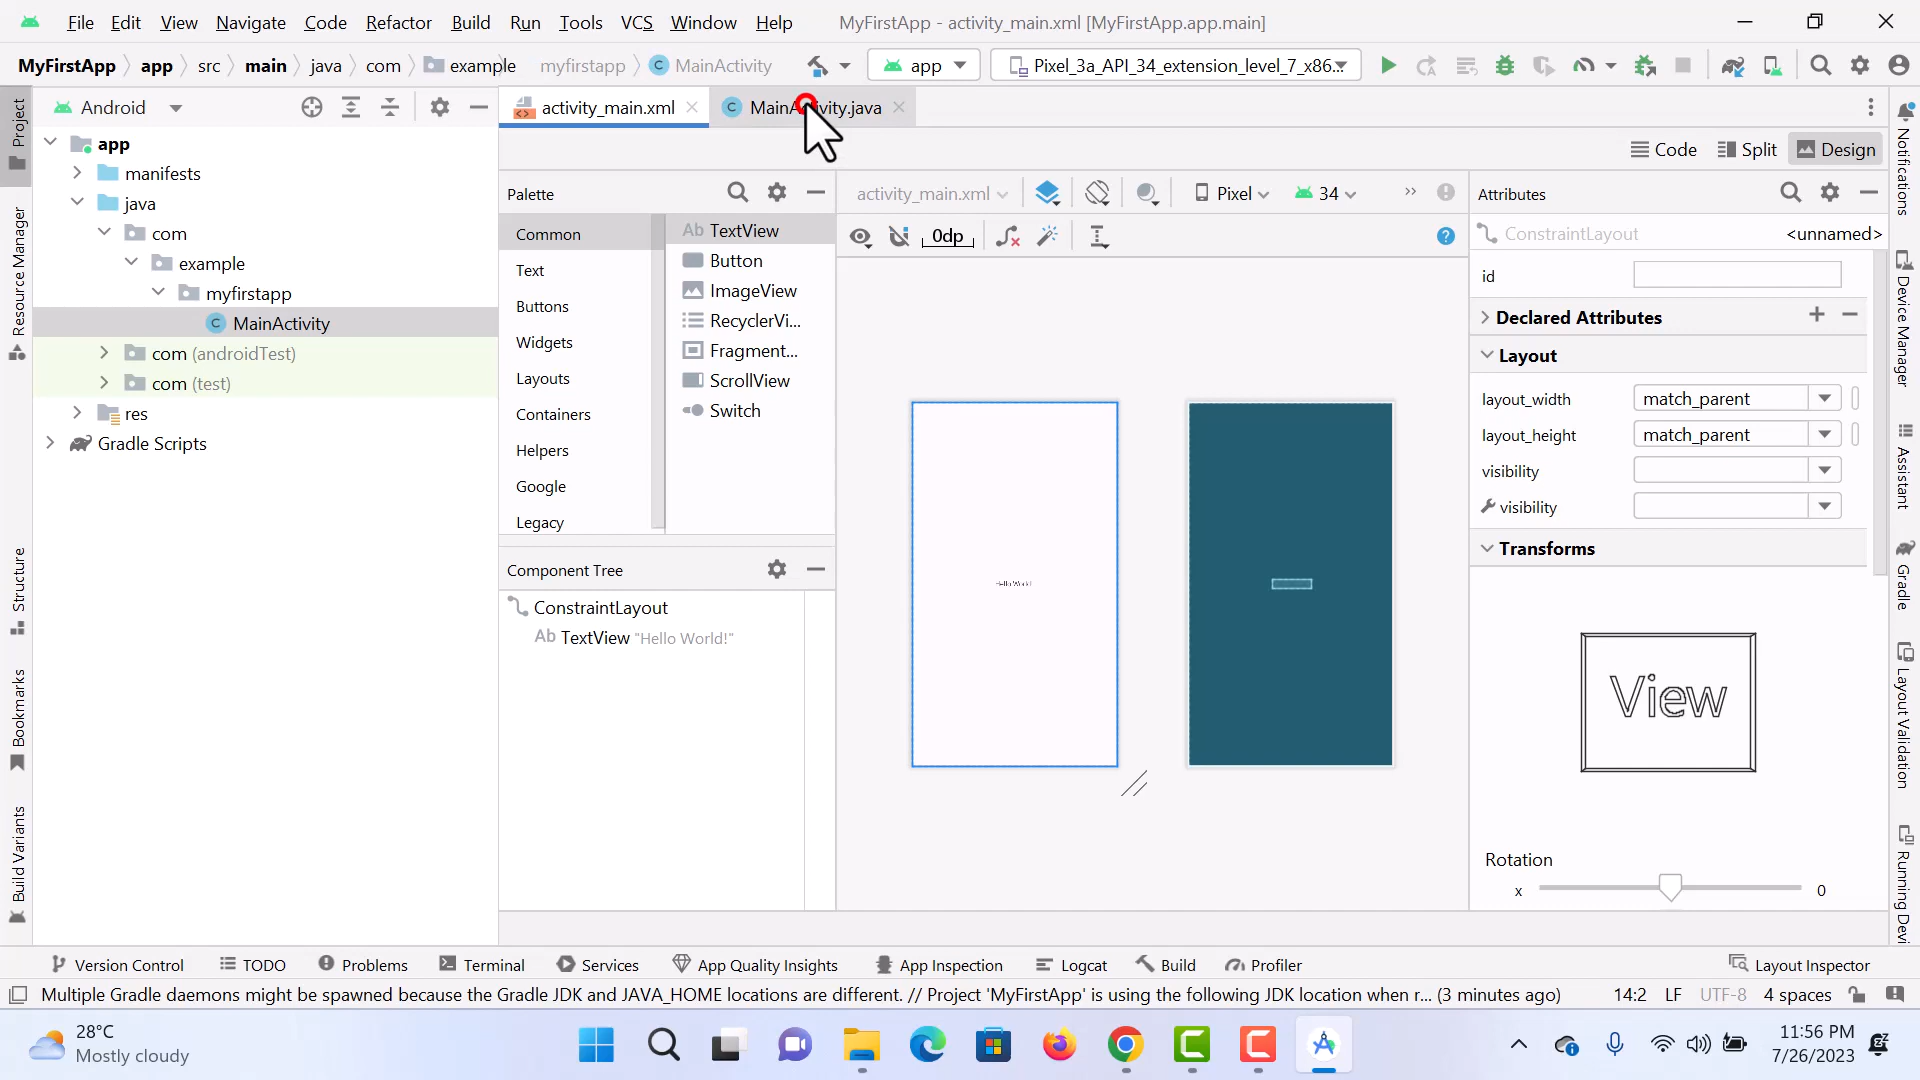 File Edit View Navigate Code Refactor Build Run Tools VCS Window Help MyFirstApp - activity_main.xml [MyFirstApp.app.main]
MyFirstApp app src main java com example myfirstapp MainActivity app Pixel_3a_API_34_extension_level_7_x86...
Project
Resource Manager
Structure
Bookmarks
Build Variants
Android
app
manifests
java
com
example
myfirstapp
MainActivity
com (androidTest)
com (test)
res
Gradle Scripts
activity_main.xml MainActivity.java
Code Split Design
Palette
Common
Text
Buttons
Widgets
Layouts
Containers
Helpers
Google
Legacy
Ab TextView
Button
ImageView
RecyclerVi...
Fragment...
ScrollView
Switch
Component Tree
ConstraintLayout
Ab TextView "Hello World!"
activity_main.xml Pixel 34
0dp
Hello World!
Attributes
ConstraintLayout <unnamed>
id
Declared Attributes
Layout
layout_width match_parent
layout_height match_parent
visibility
visibility
Transforms
View
Rotation
x 0
Notifications
Device Manager
Assistant
Gradle
Layout Validation
Running Devi
Version Control TODO Problems Terminal Services App Quality Insights App Inspection Logcat Build Profiler Layout Inspector
Multiple Gradle daemons might be spawned because the Gradle JDK and JAVA_HOME locations are different. // Project 'MyFirstApp' is using the following JDK location when r... (3 minutes ago) 14:2 LF UTF-8 4 spaces
28°C
Mostly cloudy
11:56 PM
7/26/2023